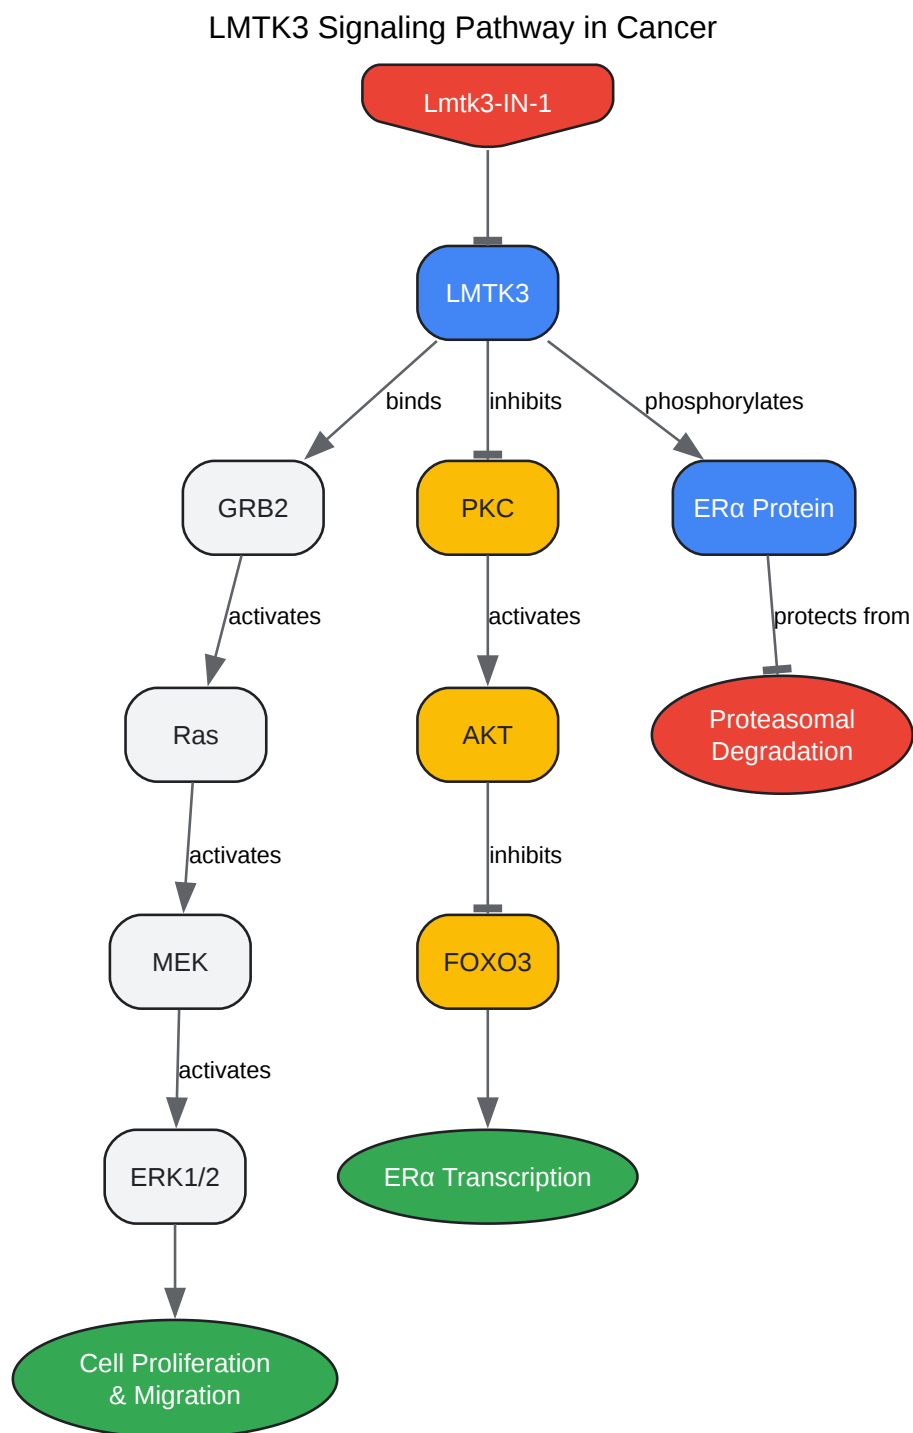 LMTK3 Signaling Pathway in Cancer
Lmtk3-IN-1
LMTK3
binds
inhibits
phosphorylates
GRB2
PKC
ERα Protein
activates
activates
protects from
Ras
AKT
Proteasomal
Degradation
activates
inhibits
MEK
FOXO3
activates
ERK1/2
ERα Transcription
Cell Proliferation
& Migration